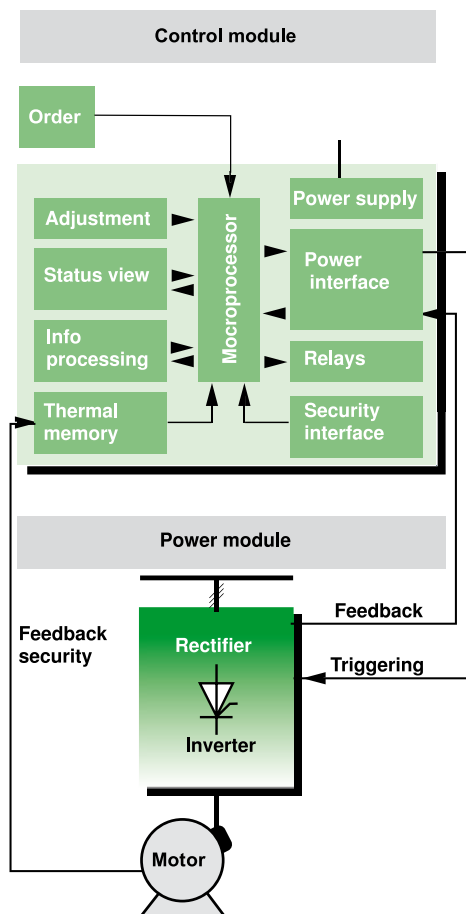 Control module
Order
Power supply
Adjustment
Mocroprocessor
Power
interface
Status view
Info
processing
Relays
Thermal
memory
Security
interface
Power module
Feedback
Feedback
security
Rectifier
Triggering
Inverter
Motor